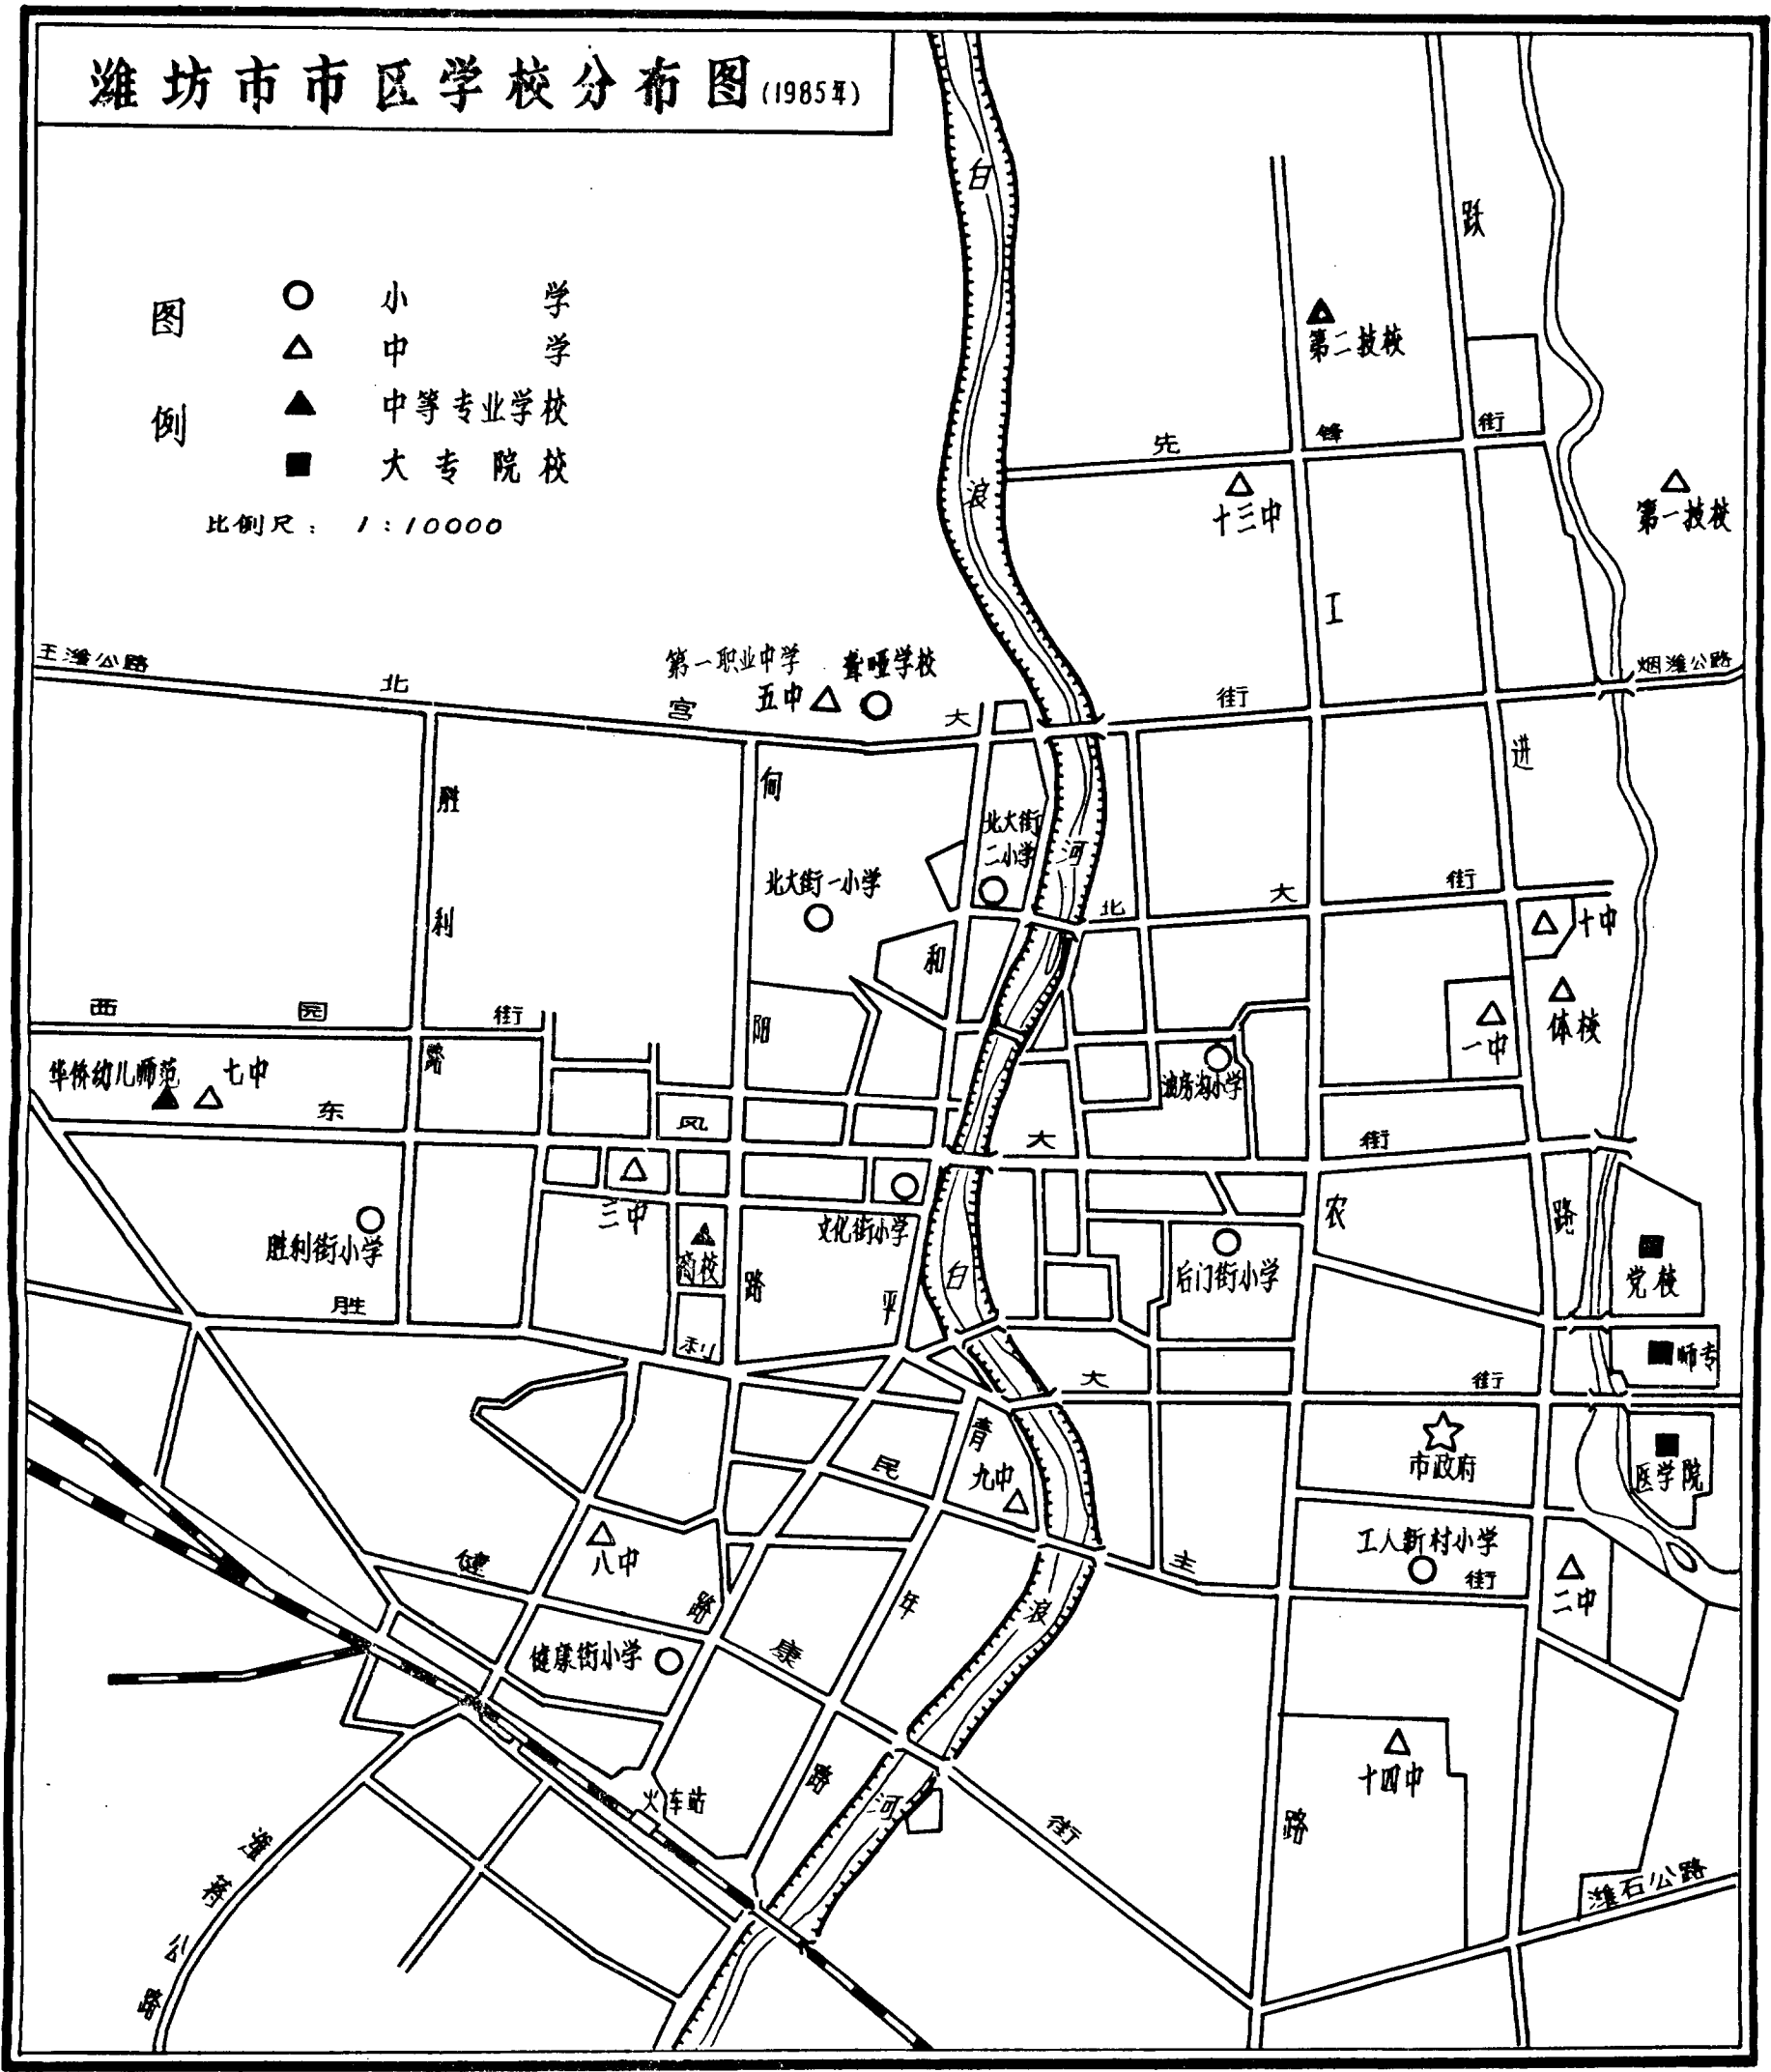 潍坊市市区学校分布图(1985年)
图例
小学
中学
中等专业学校
大专院校
比例尺：1:10000
白
跃
第二技校
先
锋
街
浪
十三中
第一技校
工
王潍公路
北
宫
第一职业中学
聋哑学校
五中
大
街
烟潍公路
胜
向
进
北大街
二小学
河
北大街一小学
利
北
大
街
十中
和
西
园
街
阳
体校
一中
路
华侨幼儿师范
七中
油房沟小学
东
风
大
街
三中
文化街小学
农
路
胜利街小学
商校
路
白
后门街小学
党校
胜
平
利
师专
大
街
青
市政府
民
九中
医学院
工人新村小学
八中
健
主
街
二中
路
年
浪
健康街小学
康
十四中
路
火车站
河
街
路
潍
蒋
公
路
潍石公路